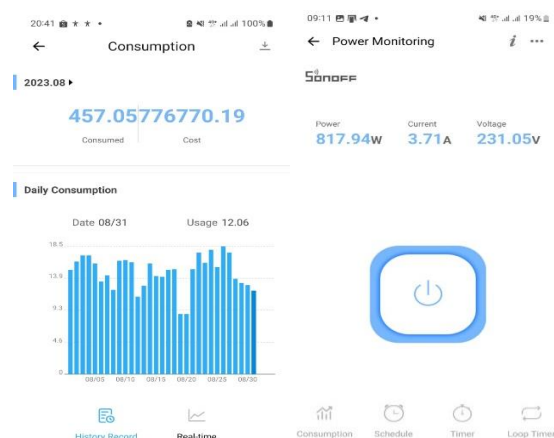 20:41
100%
Consumption
2023.08
457.05776770.19
Consumed
Cost
Daily Consumption
Date 08/31
Usage 12.06
18.5
13.9
9.3
4.6
0
08/05 08/10 08/15 08/20 08/25 08/30
History Record
Real-time
09:11
19%
Power Monitoring
SONOFF
Power
Current
Voltage
817.94W
3.71A
231.05V
Consumption
Schedule
Timer
Loop Timer